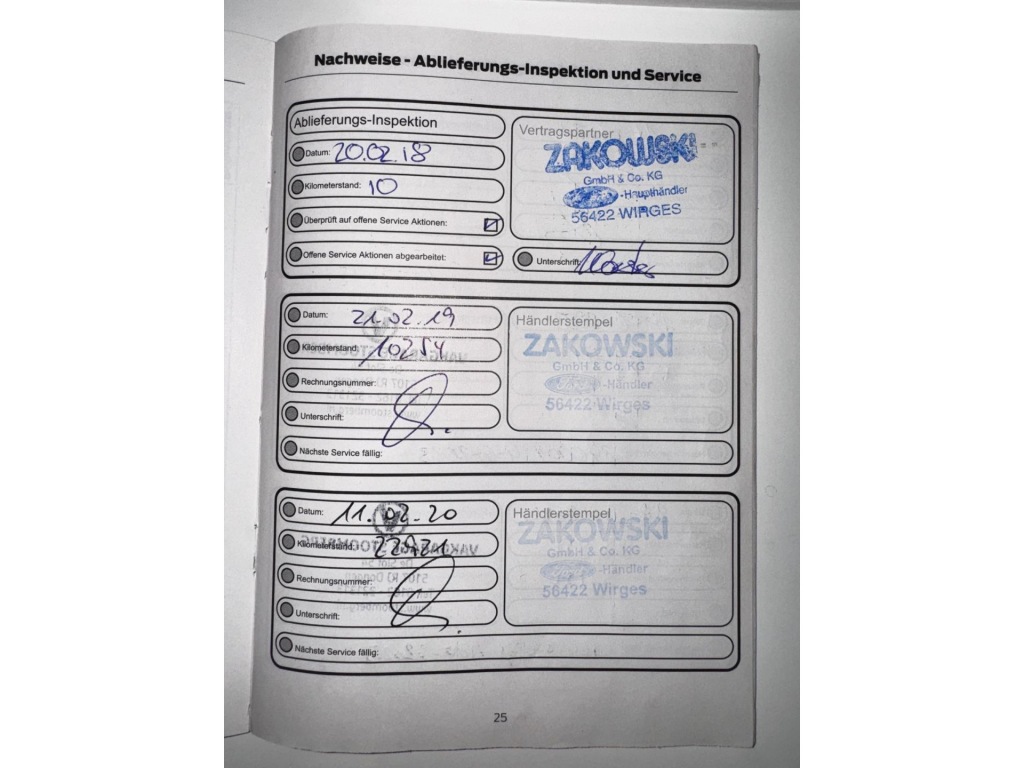 Nachweise - Ablieferungs-Inspektion und Service
Ablieferungs-Inspektion
Datum: 20.02.18
Kilometerstand: 10
Überprüft auf offene Service Aktionen:
Offene Service Aktionen abgearbeitet:
Vertragspartner
ZAKOWSKI
GmbH & Co. KG
-Haupthändler
56422 WIRGES
Unterschrift:
Datum: 21.02.19
Kilometerstand: 10254
Rechnungsnummer:
Unterschrift:
Nächste Service fällig:
Händlerstempel
ZAKOWSKI
GmbH & Co. KG
-Händler
56422 Wirges
Datum: 11.02.20
Kilometerstand:
Rechnungsnummer:
Unterschrift:
Nächste Service fällig:
Händlerstempel
ZAKOWSKI
GmbH & Co. KG
-Händler
56422 Wirges
25